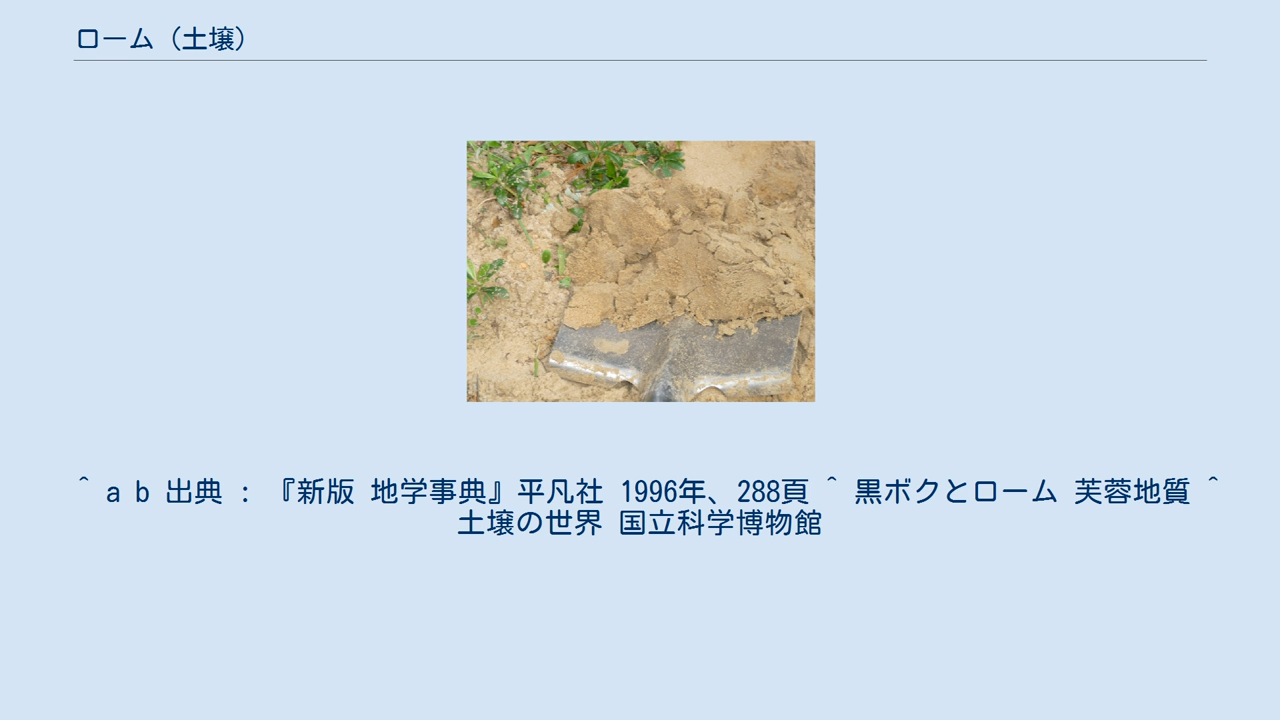 ローム（土壌）
^ a b 出典 : 『新版 地学事典』平凡社 1996年、288頁 ^ 黒ボクとローム 芙蓉地質 ^
土壌の世界 国立科学博物館